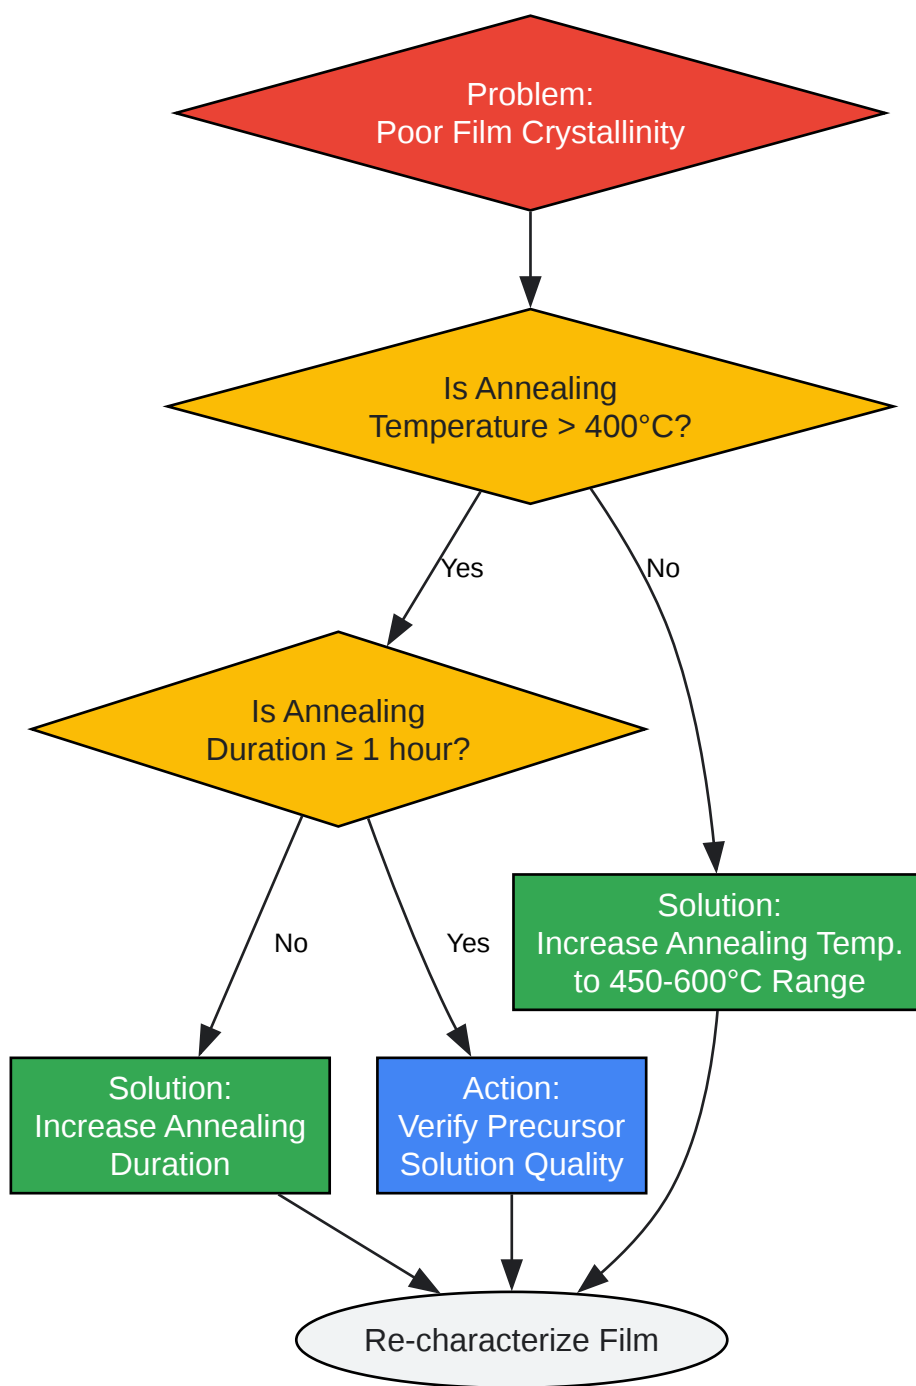 Problem:
Poor Film Crystallinity
Is Annealing
Temperature > 400°C?
Yes
No
Is Annealing
Duration ≥ 1 hour?
No
Yes
Solution:
Increase Annealing Temp.
to 450-600°C Range
Solution:
Increase Annealing
Duration
Action:
Verify Precursor
Solution Quality
Re-characterize Film